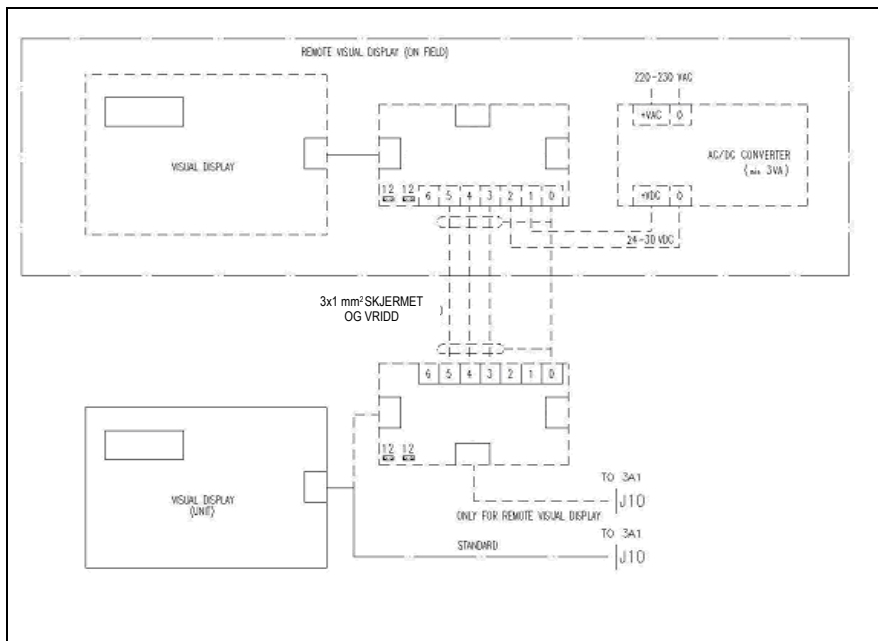 REMOTE VISUAL DISPLAY (ON FIELD)
220-230 VAC
+VAC 0
AC/DC CONVERTER
(min 3VA)
VISUAL DISPLAY
12 12 6 5 4 3 2 1 0
+VDC 0
24-30 VDC
3x1 mm² SKJERMET
OG VRIDD
6 5 4 3 2 1 0
12 12
VISUAL DISPLAY
(UNIT)
TO 3A1
J10
ONLY FOR REMOTE VISUAL DISPLAY
TO 3A1
STANDARD
J10